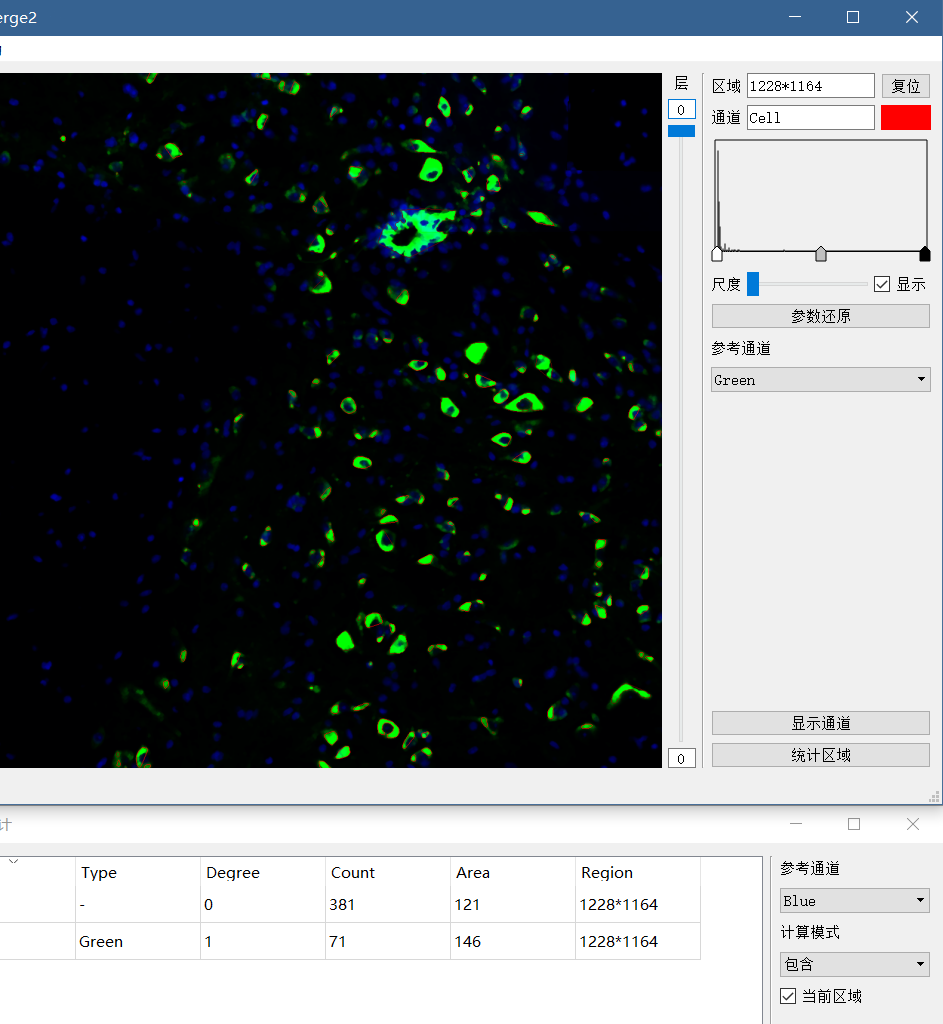 erge2
层
区域 1228*1164 复位
0
通道 Cell
尺度 显示
参数还原
参考通道
Green
显示通道
统计区域
0
计
Type Degree Count Area Region
- 0 381 121 1228*1164
Green 1 71 146 1228*1164
参考通道
Blue
计算模式
包含
当前区域